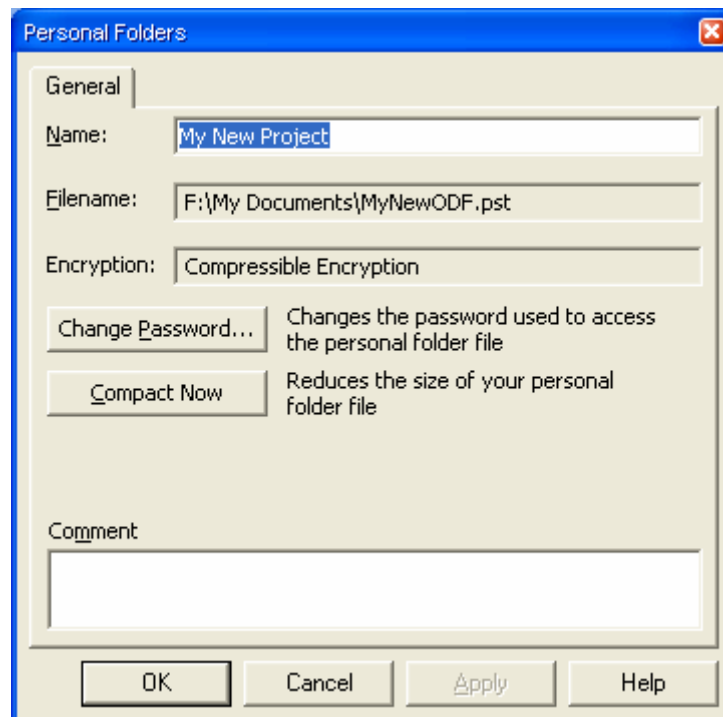 Personal Folders
General
Name: My New Project
Filename: F:\My Documents\MyNewODF.pst
Encryption: Compressible Encryption
Change Password... Changes the password used to access
the personal folder file
Compact Now Reduces the size of your personal
folder file
Comment
OK Cancel Apply Help